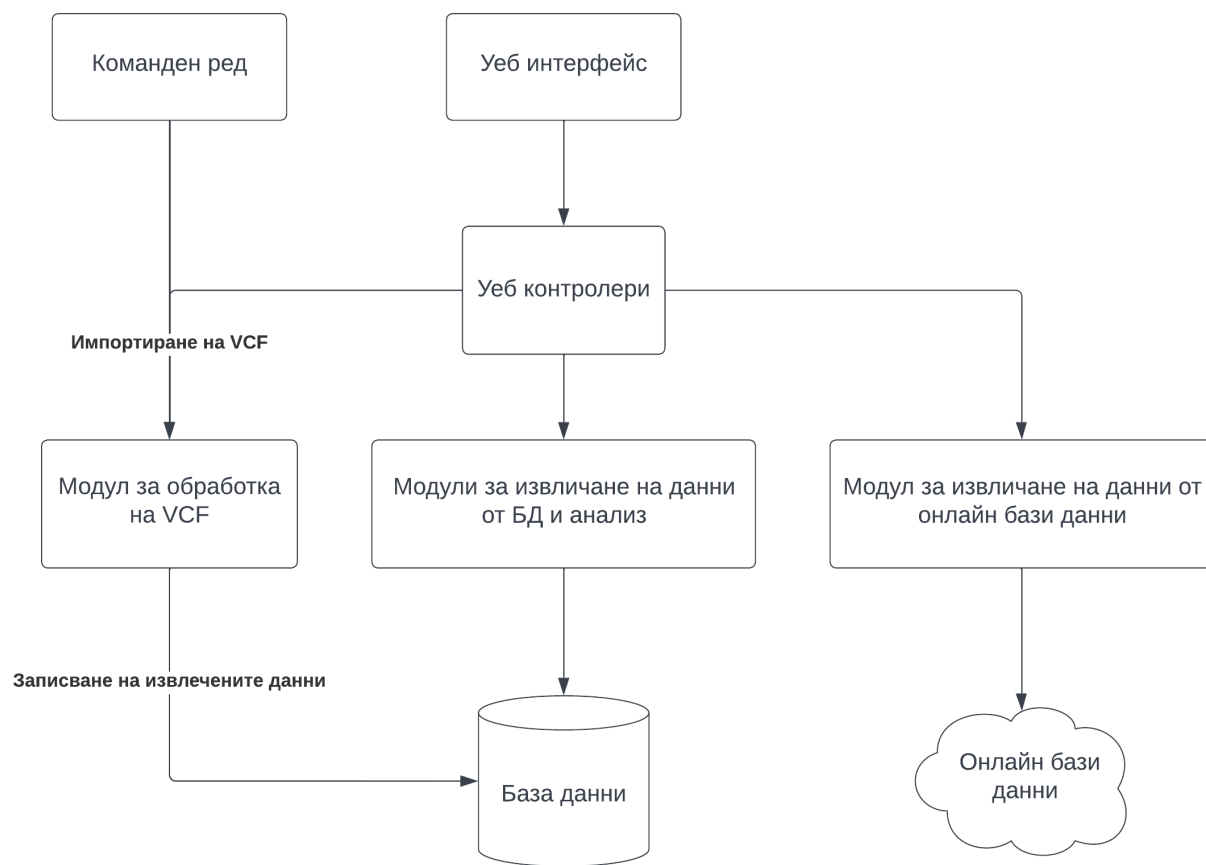 Команден ред
Уеб интерфейс
Уеб контролери
Импортиране на VCF
Модул за обработка
на VCF
Модули за извличане на данни
от БД и анализ
Модул за извличане на данни от
онлайн бази данни
Записване на извлечените данни
База данни
Онлайн бази
данни